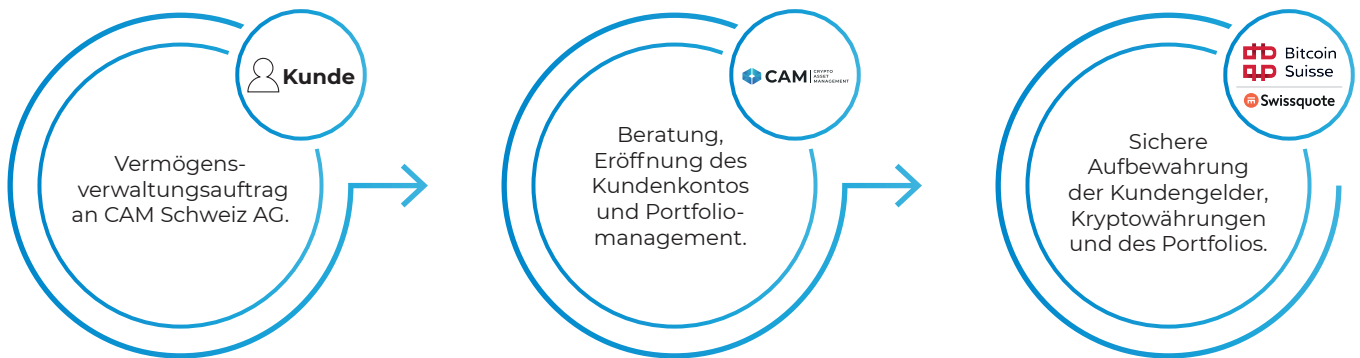 Kunde
Vermögens-
verwaltungsauftrag
an CAM Schweiz AG.
CAM
CRYPTO
ASSET
MANAGEMENT
Beratung,
Eröffnung des
Kundenkontos
und Portfolio-
management.
Bitcoin
Suisse
Swissquote
Sichere
Aufbewahrung
der Kundengelder,
Kryptowährungen
und des Portfolios.